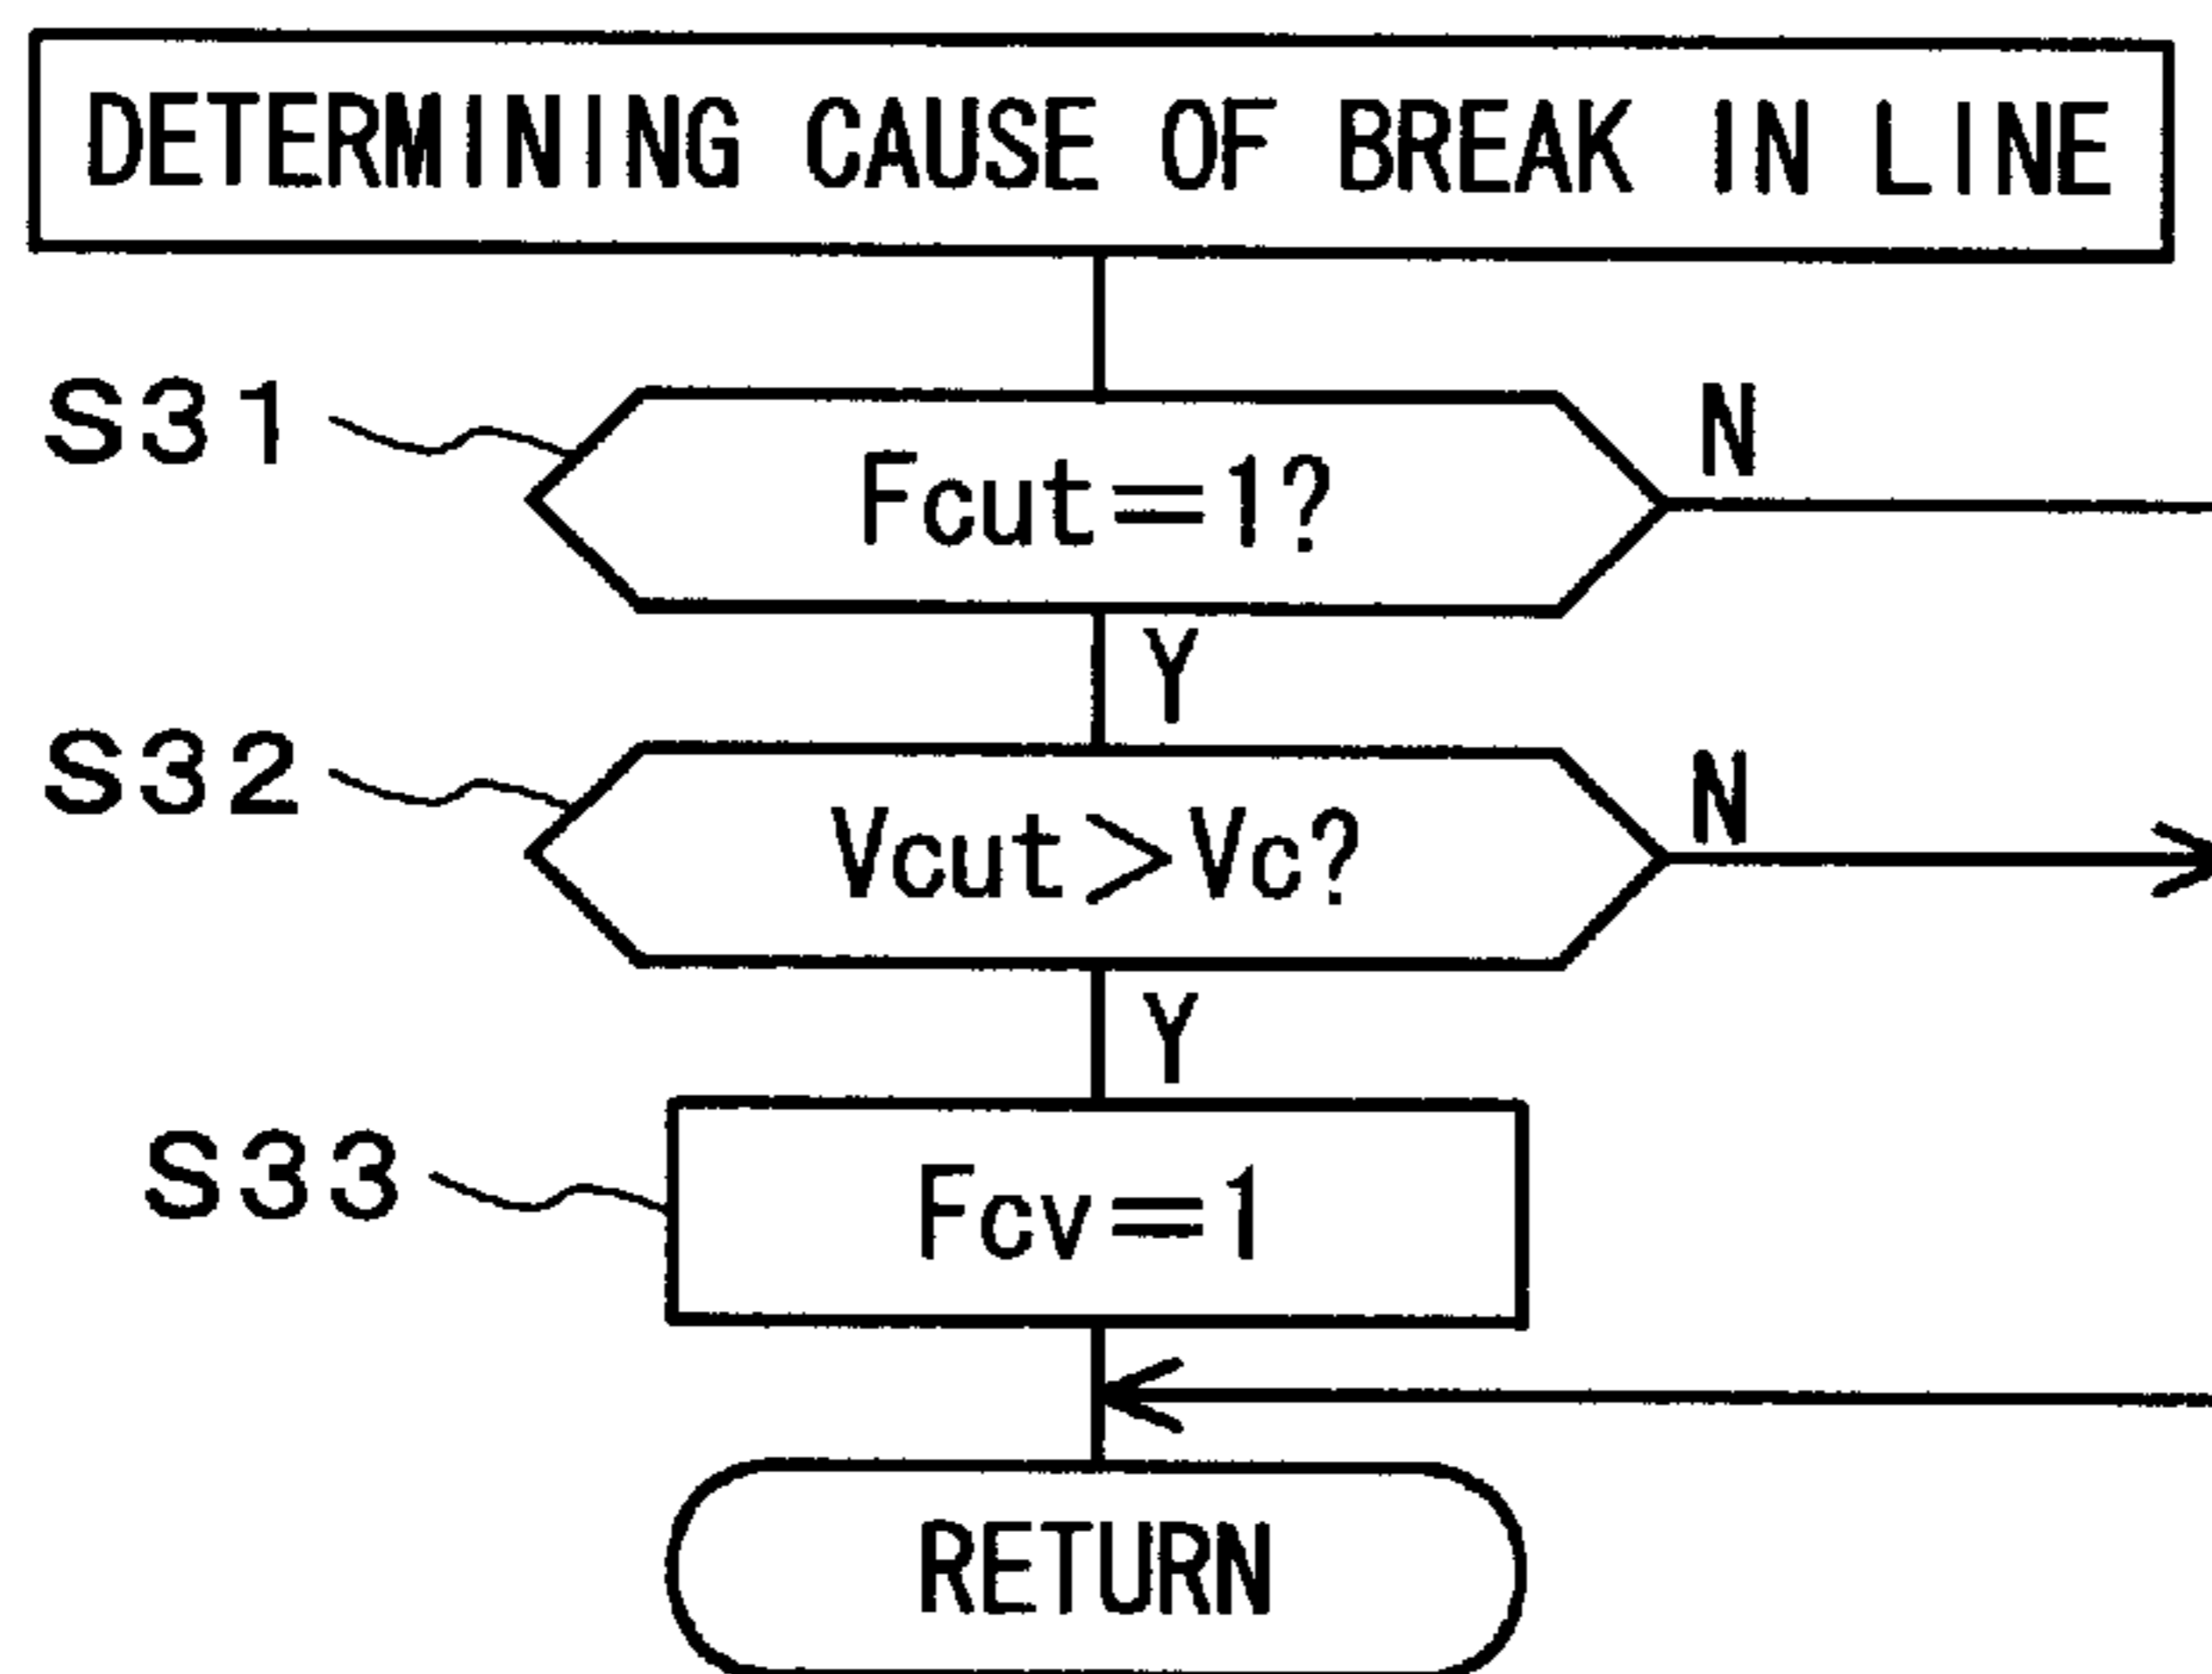 DETERMINING CAUSE OF BREAK IN LINE
S31
Fcut=1?
N
Y
S32
Vcut>Vc?
N
Y
S33
Fcv=1
RETURN